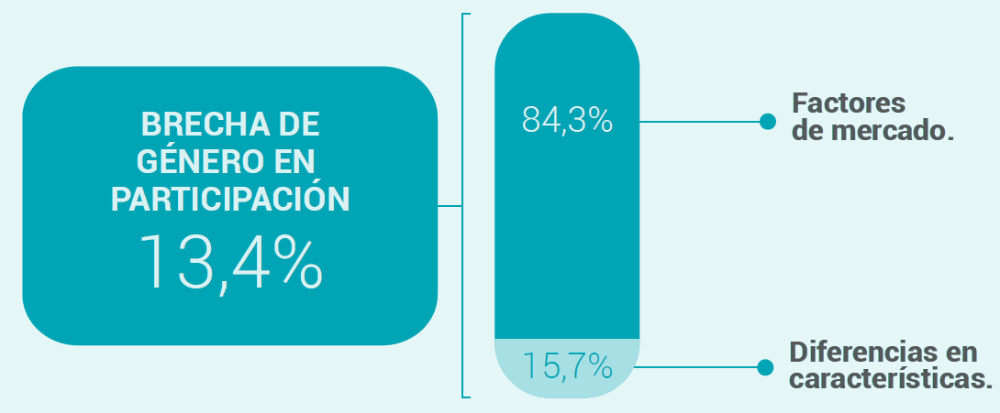 BRECHA DE
GÉNERO EN
PARTICIPACIÓN
13,4%
84,3%
Factores
de mercado.
15,7%
Diferencias en
características.